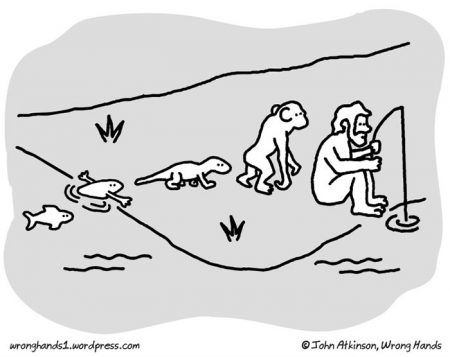 wronghands1.wordpress.com
© John Atkinson, Wrong Hands